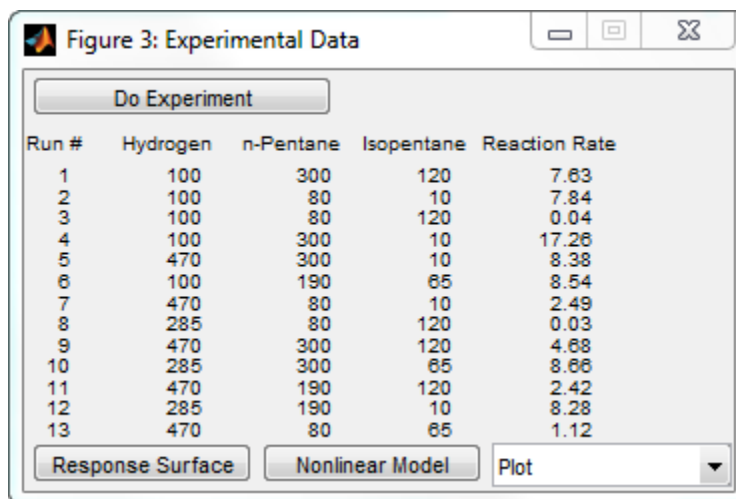 Figure 3: Experimental Data
Do Experiment
Run # Hydrogen n-Pentane Isopentane Reaction Rate
1 100 300 120 7.63
2 100 80 10 7.84
3 100 80 120 0.04
4 100 300 10 17.26
5 470 300 10 8.38
6 100 190 65 8.54
7 470 80 10 2.49
8 285 80 120 0.03
9 470 300 120 4.68
10 285 300 65 8.66
11 470 190 120 2.42
12 285 190 10 8.28
13 470 80 65 1.12
Response Surface Nonlinear Model Plot